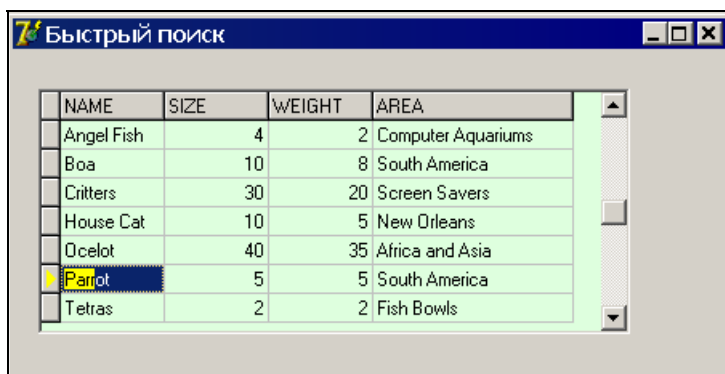 Быстрый поиск
NAME SIZE WEIGHT AREA
Angel Fish 4 2 Computer Aquariums
Boa 10 8 South America
Critters 30 20 Screen Savers
House Cat 10 5 New Orleans
Ocelot 40 35 Africa and Asia
Parrot 5 5 South America
Tetras 2 2 Fish Bowls